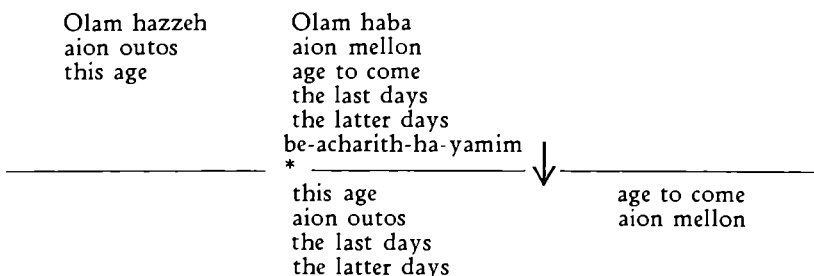 Olam hazzeh
aion outos
this age
Olam haba
aion mellon
age to come
the last days
the latter days
be-acharith-ha-yamim
*
this age
aion outos
the last days
the latter days
age to come
aion mellon